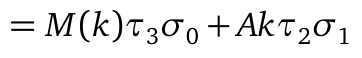 = M(k)τ₃σ₀ + Akτ₂σ₁